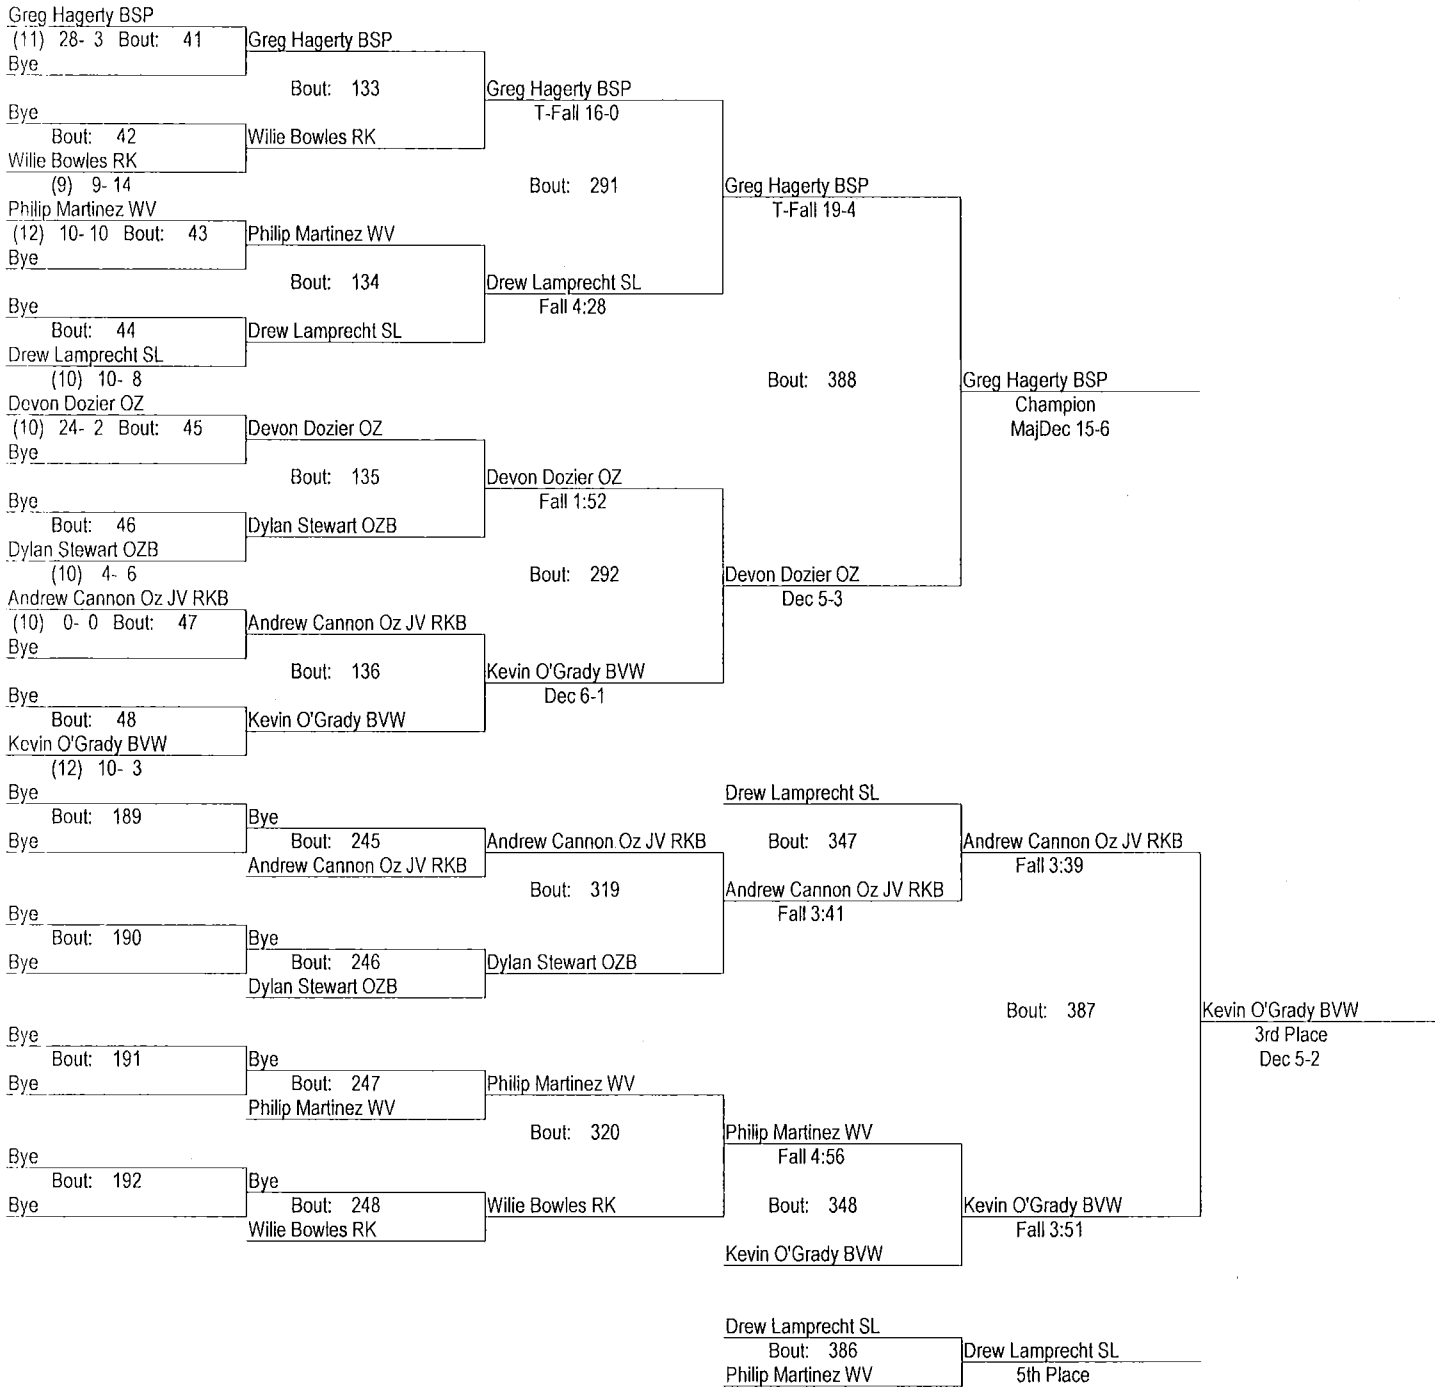 Greg Hagerty BSP
(11) 28- 3 Bout: 41
Greg Hagerty BSP
Bye
Bout: 133
Greg Hagerty BSP
T-Fall 16-0
Bye
Bout: 42
Wilie Bowles RK
Wilie Bowles RK
(9) 9- 14
Bout: 291
Greg Hagerty BSP
T-Fall 19-4
Philip Martinez WV
(12) 10- 10 Bout: 43
Philip Martinez WV
Bye
Bout: 134
Drew Lamprecht SL
Fall 4:28
Bye
Bout: 44
Drew Lamprecht SL
Drew Lamprecht SL
(10) 10- 8
Bout: 388
Greg Hagerty BSP
Champion
MajDec 15-6
Devon Dozier OZ
(10) 24- 2 Bout: 45
Devon Dozier OZ
Bye
Bout: 135
Devon Dozier OZ
Fall 1:52
Bye
Bout: 46
Dylan Stewart OZB
Dylan Stewart OZB
(10) 4- 6
Bout: 292
Devon Dozier OZ
Dec 5-3
Andrew Cannon Oz JV RKB
(10) 0- 0 Bout: 47
Andrew Cannon Oz JV RKB
Bye
Bout: 136
Kevin O'Grady BVW
Dec 6-1
Bye
Bout: 48
Kevin O'Grady BVW
Kevin O'Grady BVW
(12) 10- 3
Bye
Bout: 189
Bye
Bye
Bout: 245
Andrew Cannon Oz JV RKB
Andrew Cannon Oz JV RKB
Drew Lamprecht SL
Bout: 347
Andrew Cannon Oz JV RKB
Fall 3:39
Bout: 319
Andrew Cannon Oz JV RKB
Fall 3:41
Bye
Bout: 190
Bye
Bye
Bout: 246
Dylan Stewart OZB
Dylan Stewart OZB
Bout: 387
Kevin O'Grady BVW
3rd Place
Dec 5-2
Bye
Bout: 191
Bye
Bye
Bout: 247
Philip Martinez WV
Philip Martinez WV
Bout: 320
Philip Martinez WV
Fall 4:56
Bye
Bout: 192
Bye
Bye
Bout: 248
Wilie Bowles RK
Wilie Bowles RK
Bout: 348
Kevin O'Grady BVW
Fall 3:51
Kevin O'Grady BVW
Drew Lamprecht SL
Bout: 386
Drew Lamprecht SL
Philip Martinez WV
5th Place